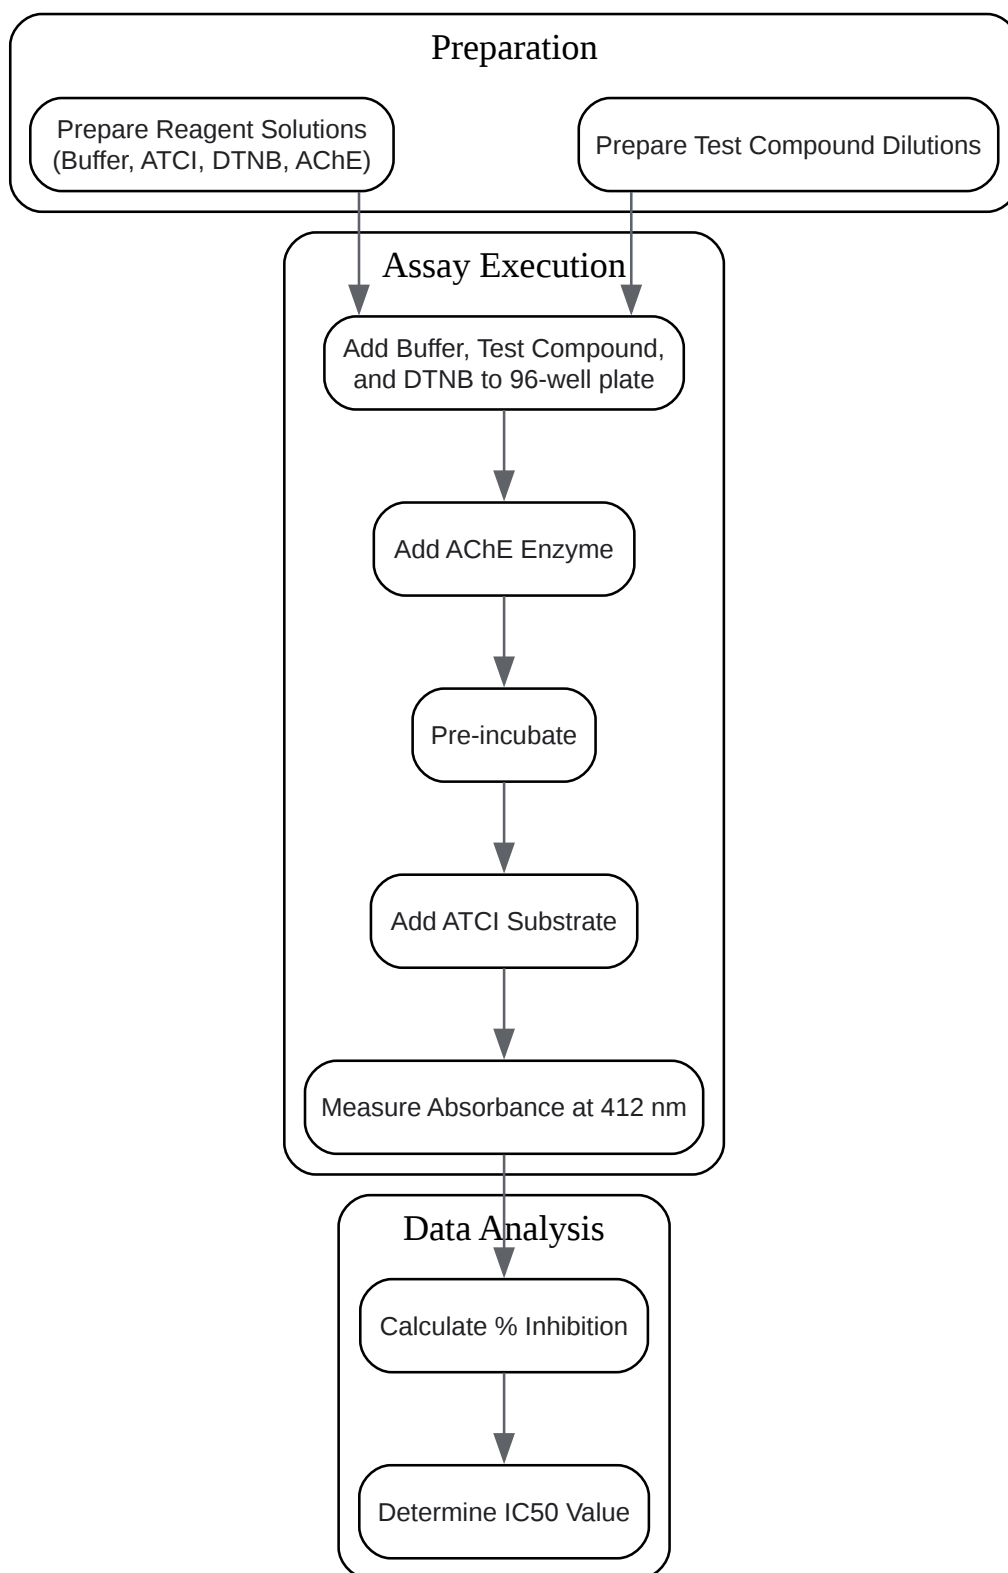 Preparation
Prepare Reagent Solutions
(Buffer, ATCI, DTNB, AChE)
Prepare Test Compound Dilutions
Assay Execution
Add Buffer, Test Compound,
and DTNB to 96-well plate
Add AChE Enzyme
Pre-incubate
Add ATCI Substrate
Measure Absorbance at 412 nm
Data Analysis
Calculate % Inhibition
Determine IC50 Value